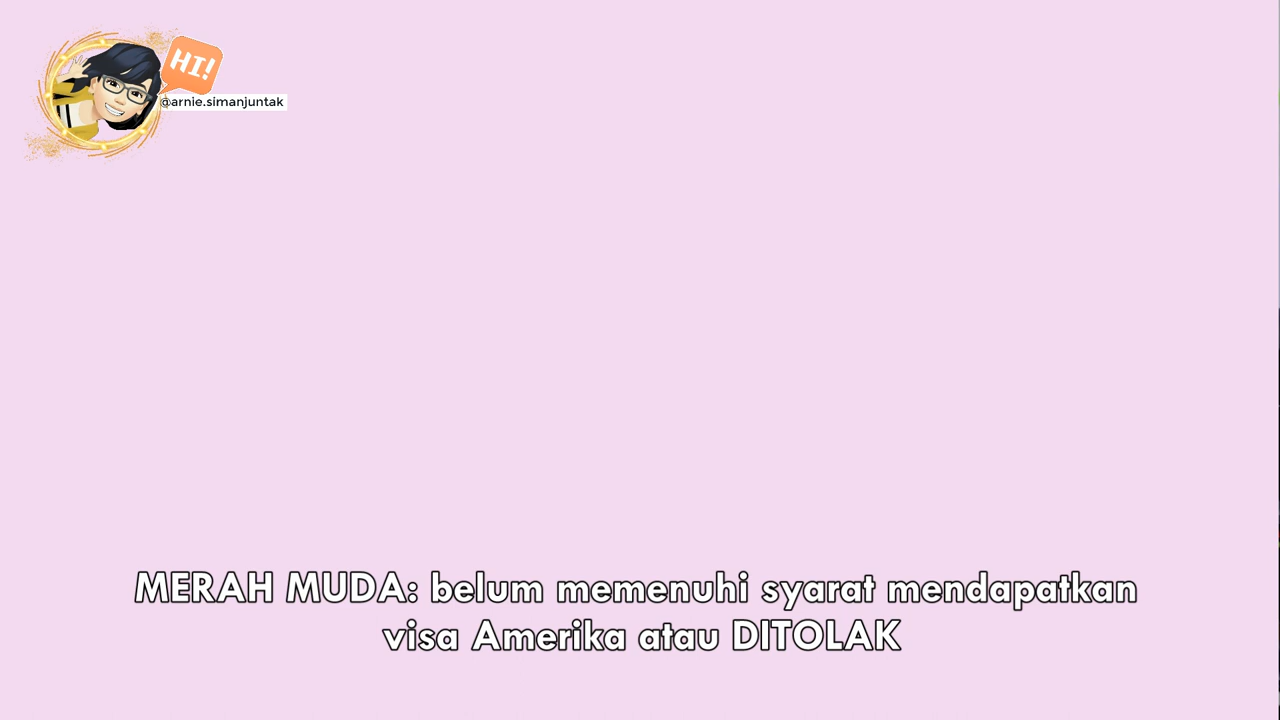 HI!
@arnie.simanjuntak
MERAH MUDA: belum memenuhi syarat mendapatkan
visa Amerika atau DITOLAK